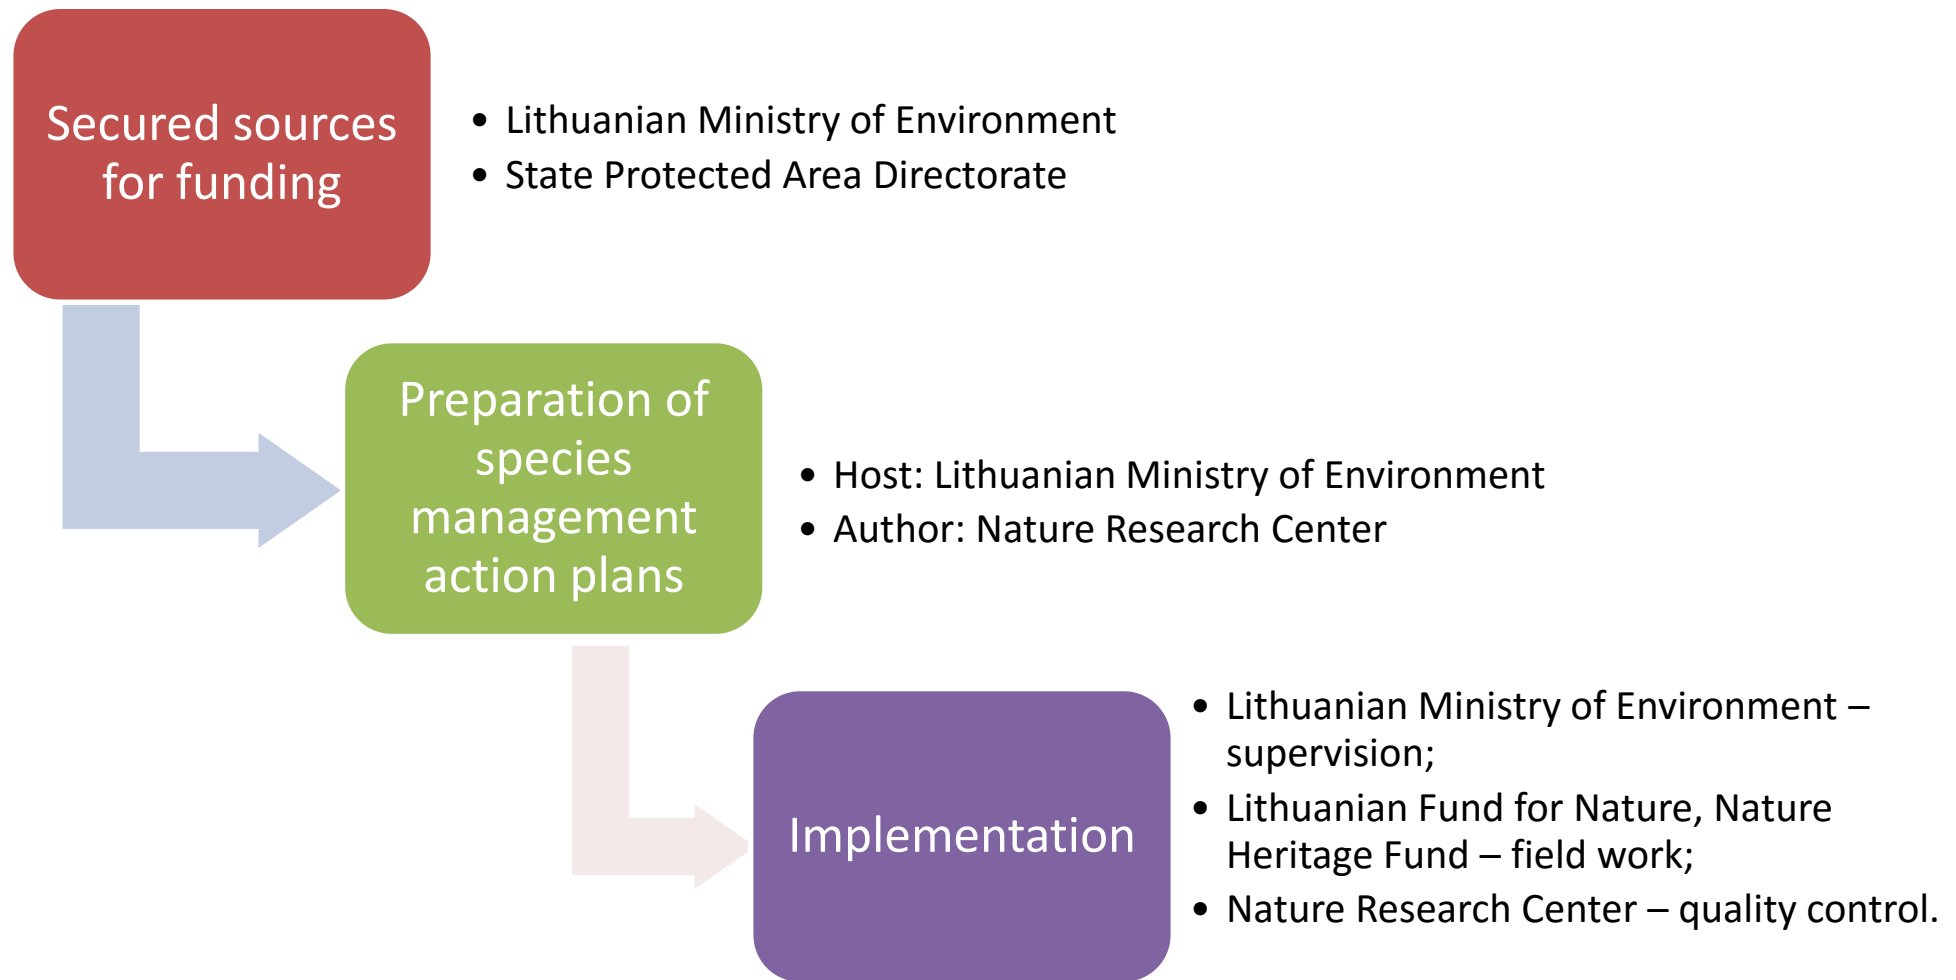 Secured sources
for funding
• Lithuanian Ministry of Environment
• State Protected Area Directorate
Preparation of
species
management
action plans
• Host: Lithuanian Ministry of Environment
• Author: Nature Research Center
Implementation
• Lithuanian Ministry of Environment –
supervision;
• Lithuanian Fund for Nature, Nature
Heritage Fund – field work;
• Nature Research Center – quality control.